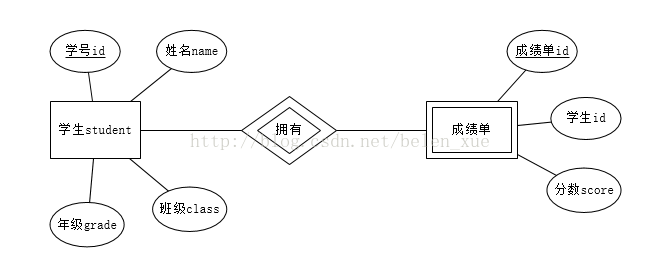 学号id
姓名name
成绩单id
学生student
拥有
成绩单
学生id
http://blog.csdn.net/belen_xue
年级grade
班级class
分数score